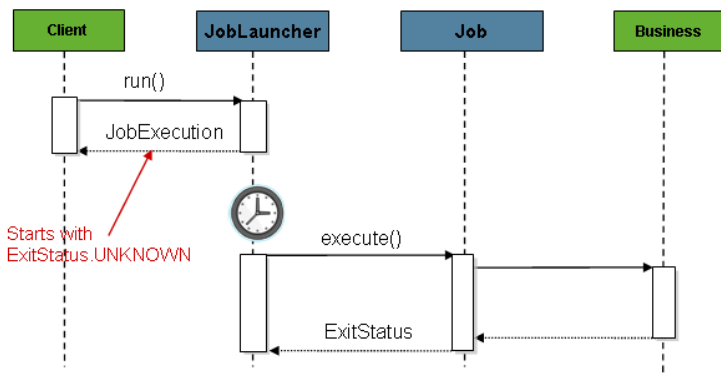 Client
JobLauncher
Job
Business
run()
JobExecution
Starts with
ExitStatus.UNKNOWN
execute()
ExitStatus